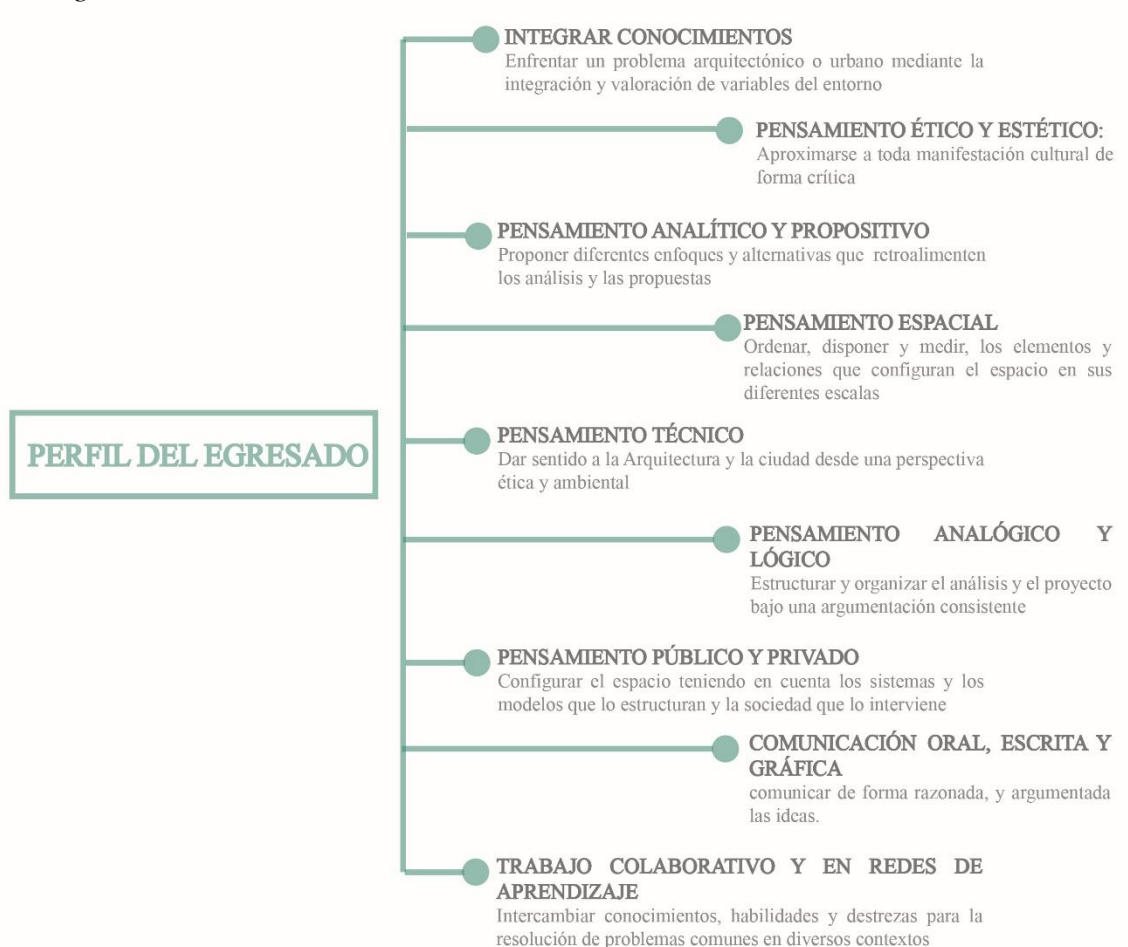 INTEGRAR CONOCIMIENTOS
Enfrentar un problema arquitectónico o urbano mediante la
integración y valoración de variables del entorno
PENSAMIENTO ÉTICO Y ESTÉTICO:
Aproximarse a toda manifestación cultural de
forma crítica
PENSAMIENTO ANALÍTICO Y PROPOSITIVO
Proponer diferentes enfoques y alternativas que retroalimenten
los análisis y las propuestas
PENSAMIENTO ESPACIAL
Ordenar, disponer y medir, los elementos y
relaciones que configuran el espacio en sus
diferentes escalas
PERFIL DEL EGRESADO
PENSAMIENTO TÉCNICO
Dar sentido a la Arquitectura y la ciudad desde una perspectiva
ética y ambiental
PENSAMIENTO ANALÓGICO Y
LÓGICO
Estructurar y organizar el análisis y el proyecto
bajo una argumentación consistente
PENSAMIENTO PÚBLICO Y PRIVADO
Configurar el espacio teniendo en cuenta los sistemas y los
modelos que lo estructuran y la sociedad que lo interviene
COMUNICACIÓN ORAL, ESCRITA Y
GRÁFICA
comunicar de forma razonada, y argumentada
las ideas.
TRABAJO COLABORATIVO Y EN REDES DE
APRENDIZAJE
Intercambiar conocimientos, habilidades y destrezas para la
resolución de problemas comunes en diversos contextos